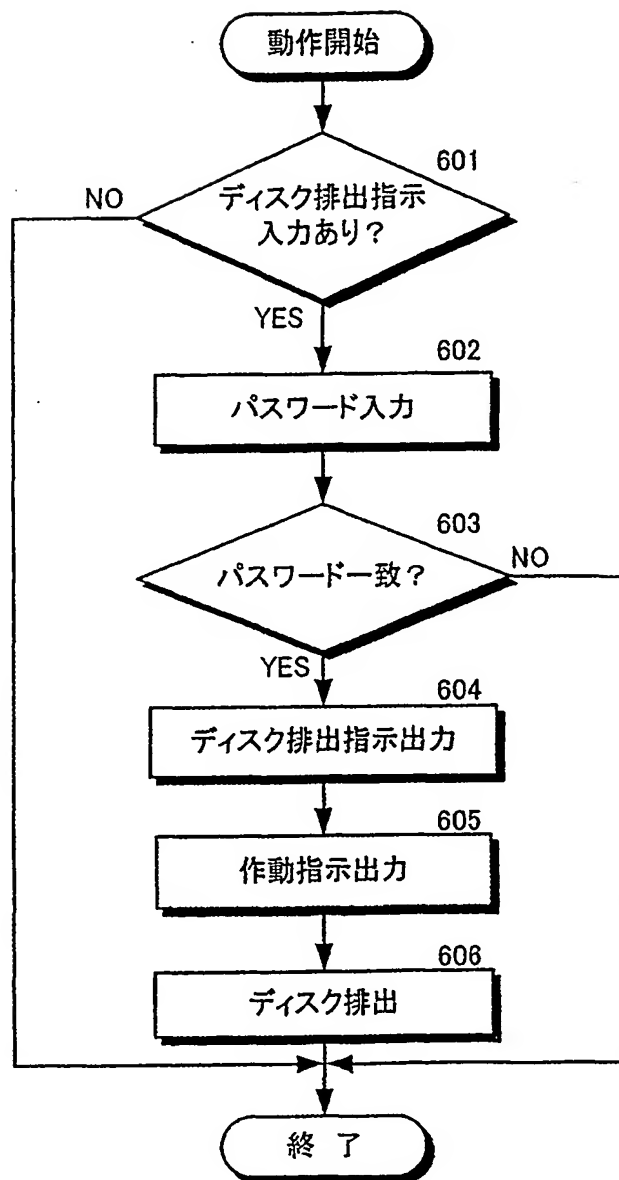 動作開始
601
NO
ディスク排出指示
入力あり？
YES
602
パスワード入力
603
NO
パスワード一致？
YES
604
ディスク排出指示出力
605
作動指示出力
606
ディスク排出
終 了